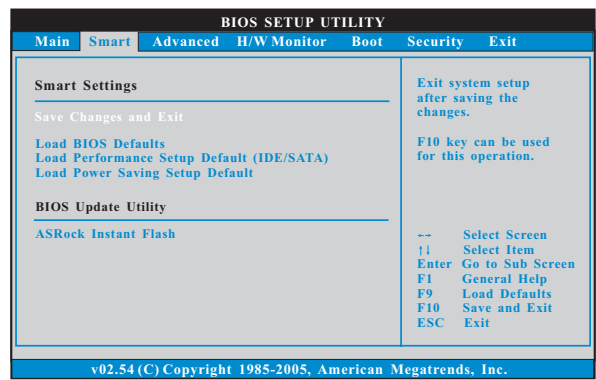 BIOS SETUP UTILITY
Main Smart Advanced H/W Monitor Boot Security Exit
Smart Settings
Save Changes and Exit
Load BIOS Defaults
Load Performance Setup Default (IDE/SATA)
Load Power Saving Setup Default
BIOS Update Utility
ASRock Instant Flash
Exit system setup
after saving the
changes.
F10 key can be used
for this operation.
←→ Select Screen
↑↓ Select Item
Enter Go to Sub Screen
F1 General Help
F9 Load Defaults
F10 Save and Exit
ESC Exit
v02.54 (C) Copyright 1985-2005, American Megatrends, Inc.